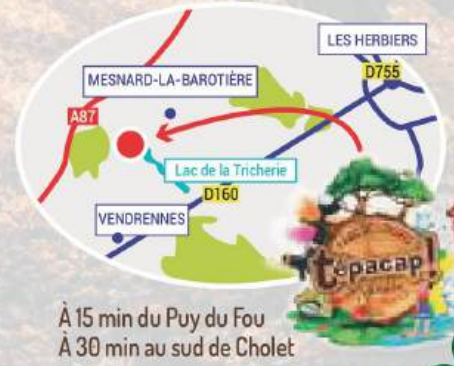 LES HERBIERS
D755
MESNARD-LA-BAROTIÈRE
A87
Lac de la Tricherie
D160
VENDRENNES
t'épacap!
À 15 min du Puy du Fou
À 30 min au sud de Cholet